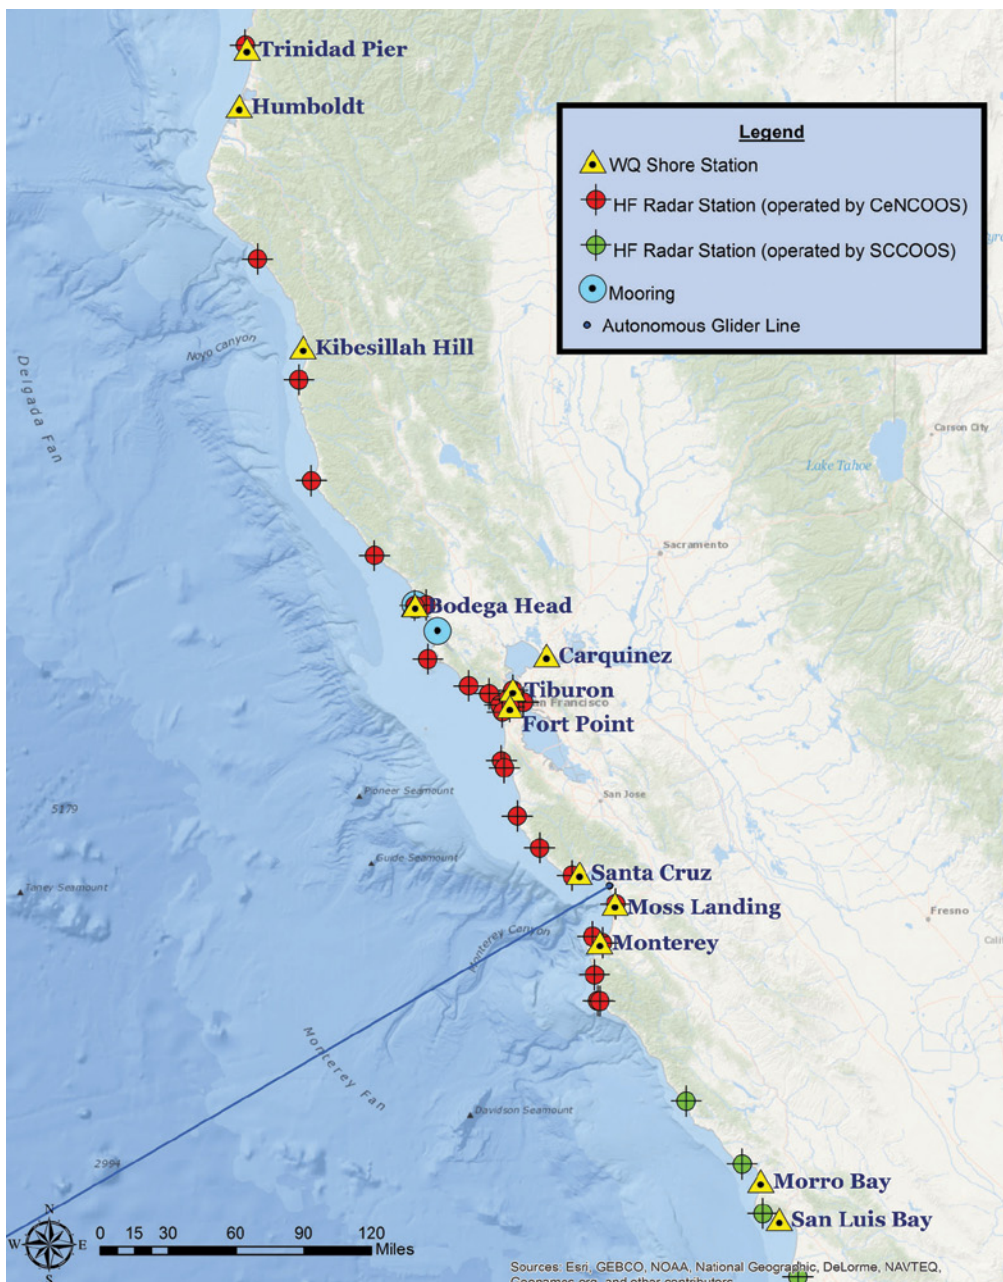 Trinidad Pier
Humboldt
Legend
WQ Shore Station
HF Radar Station (operated by CeNCOOS)
HF Radar Station (operated by SCCOOS)
Mooring
Autonomous Glider Line
Noyo Canyon
Kibesillah Hill
Delgada Fan
Carson City
Lake Tahoe
Sacramento
Bodega Head
Carquinez
Tiburon
San Francisco
Fort Point
Pioneer Seamount
San Jose
5179
Guide Seamount
Santa Cruz
Taney Seamount
Moss Landing
Fresno
Monterey Canyon
Monterey
Monterey Fan
Davidson Seamount
2991
Morro Bay
San Luis Bay
N
W E
S
0 15 30 60 90 120
Miles
Sources: Esri, GEBCO, NOAA, National Geographic, DeLorme, NAVTEQ,